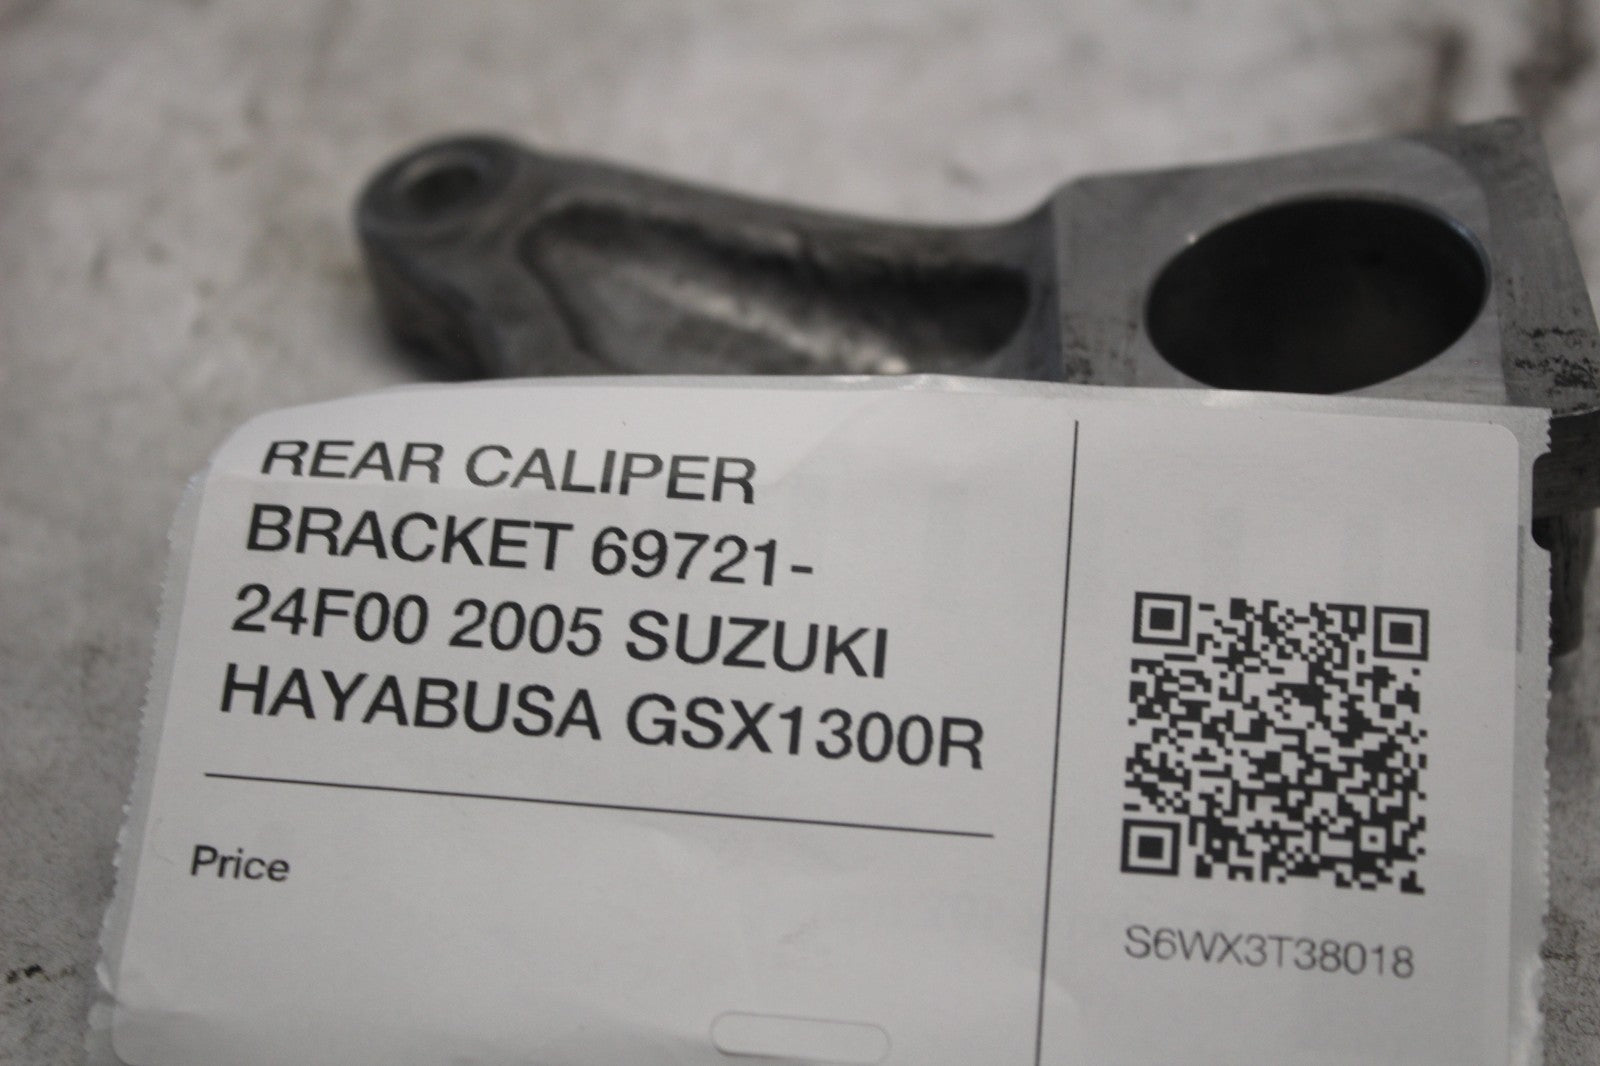 REAR CALIPER
BRACKET 69721-
24F00 2005 SUZUKI
HAYABUSA GSX1300R
Price
S6WX3T38018